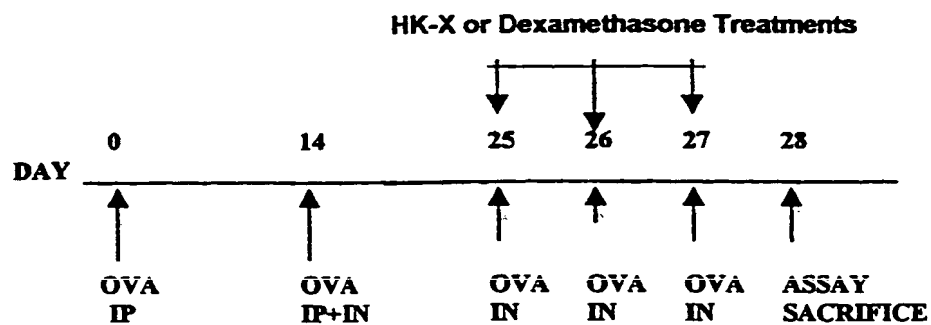 HK-X or Dexamethasone Treatments
0 14 25 26 27 28
DAY
OVA OVA OVA OVA OVA ASSAY
IP IP+IN IN IN IN SACRIFICE